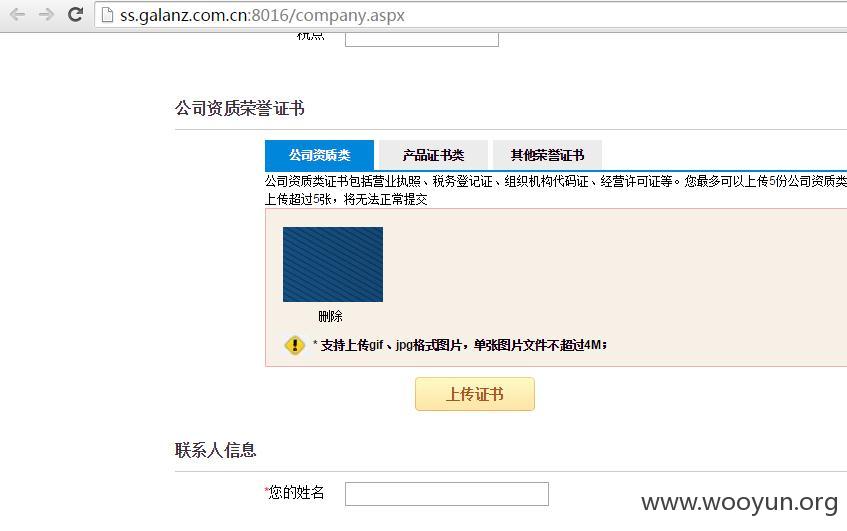 ss.galanz.com.cn:8016/company.aspx
税点
公司资质荣誉证书
公司资质类 产品证书类 其他荣誉证书
公司资质类证书包括营业执照、税务登记证、组织机构代码证、经营许可证等。您最多可以上传5份公司资质类
上传超过5张，将无法正常提交
删除
* 支持上传gif、jpg格式图片，单张图片文件不超过4M；
上传证书
联系人信息
*您的姓名
www.wooyun.org